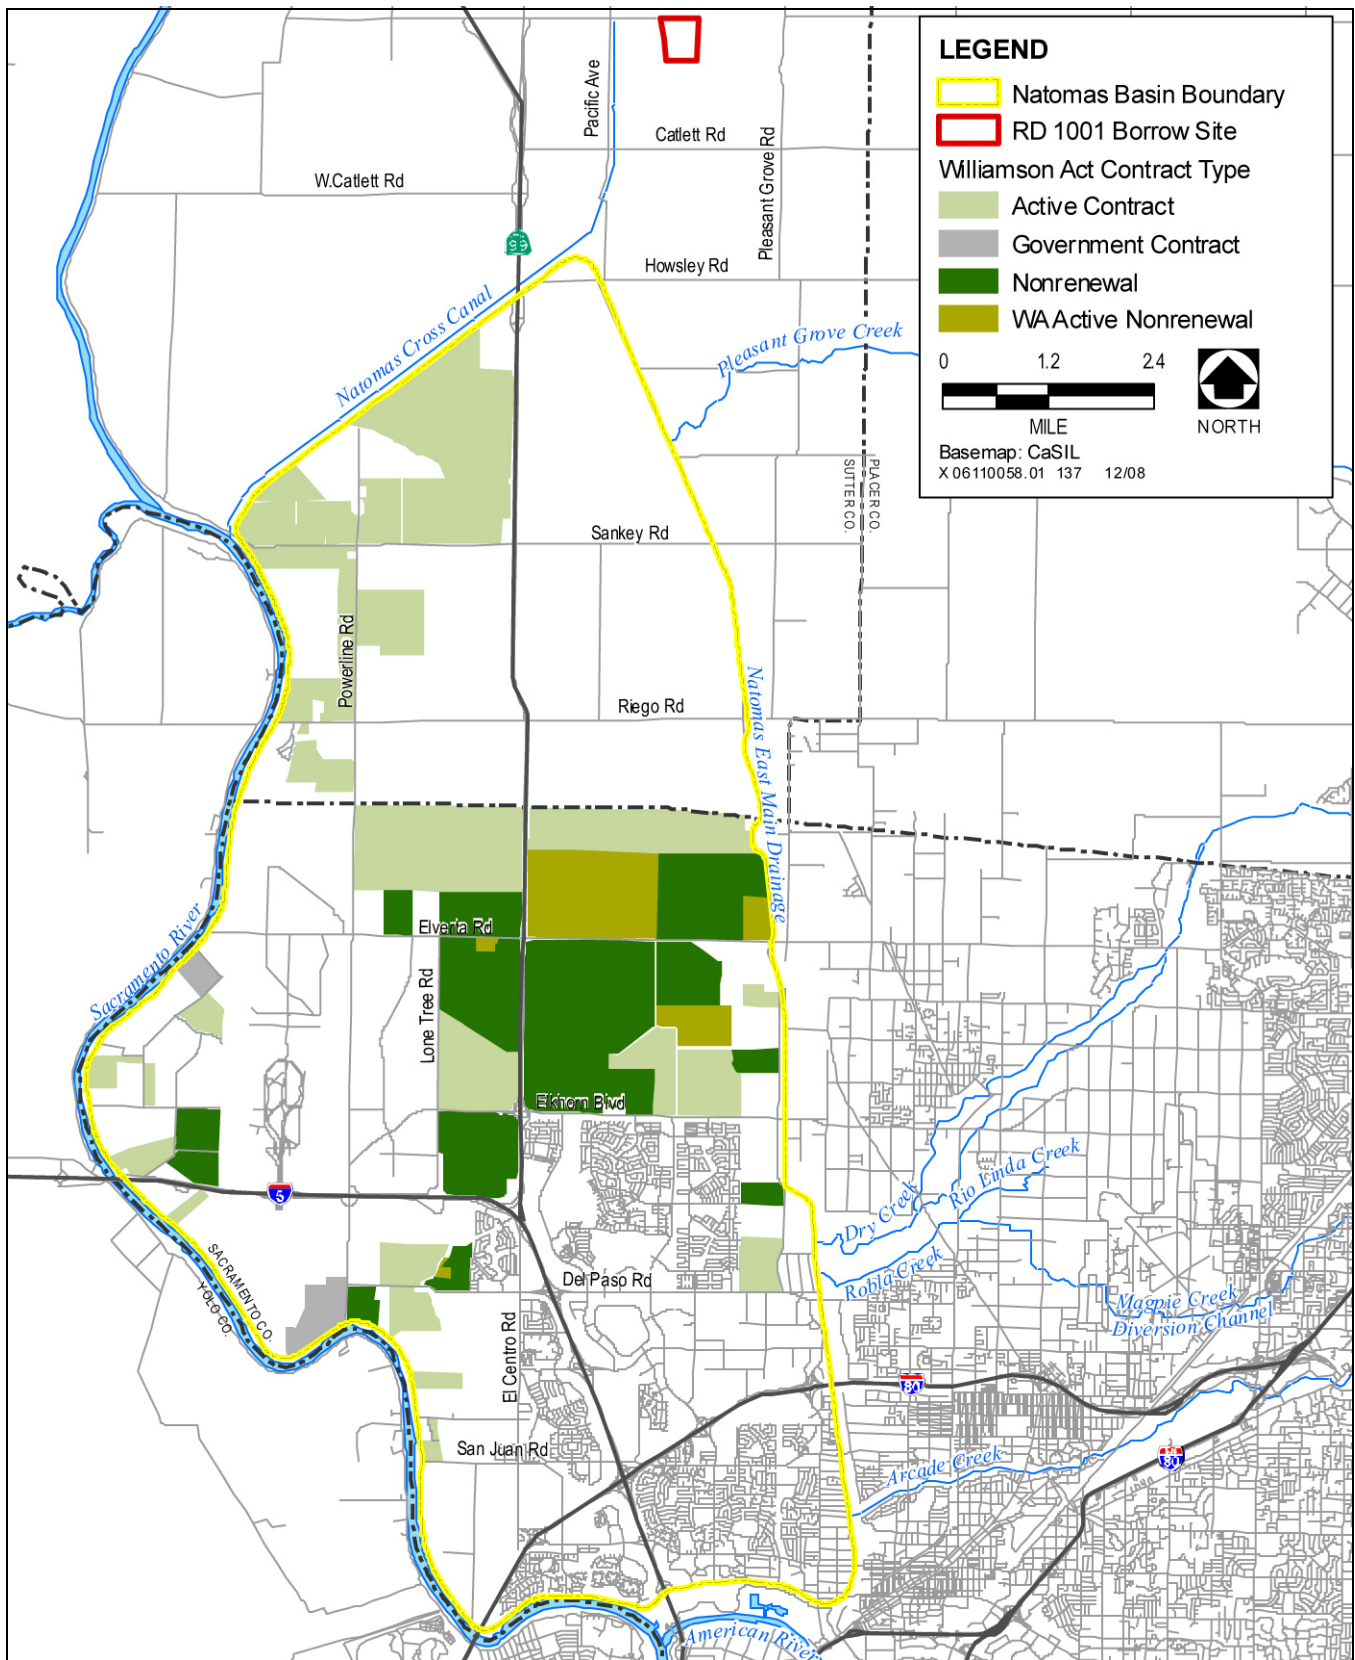 LEGEND
Natomas Basin Boundary
RD 1001 Borrow Site
Williamson Act Contract Type
Active Contract
Government Contract
Nonrenewal
WA Active Nonrenewal
0 1.2 2.4
MILE
NORTH
Basemap: CaSIL
X 06110058.01 137 12/08
Pacific Ave
Catlett Rd
Pleasant Grove Rd
W.Catlett Rd
99
Howsley Rd
Natomas Cross Canal
Pleasant Grove Creek
PLACER CO.
SUTTER CO.
Sankey Rd
Powerline Rd
Riego Rd
Natomas East Main Drainage
Elverta Rd
Sacramento River
Lone Tree Rd
Elkhorn Blvd
5
Dry Creek
Rio Linda Creek
Robla Creek
SACRAMENTO CO.
YOLO CO.
Del Paso Rd
Magpie Creek
Diversion Channel
El Centro Rd
80
San Juan Rd
Arcade Creek
80
American River